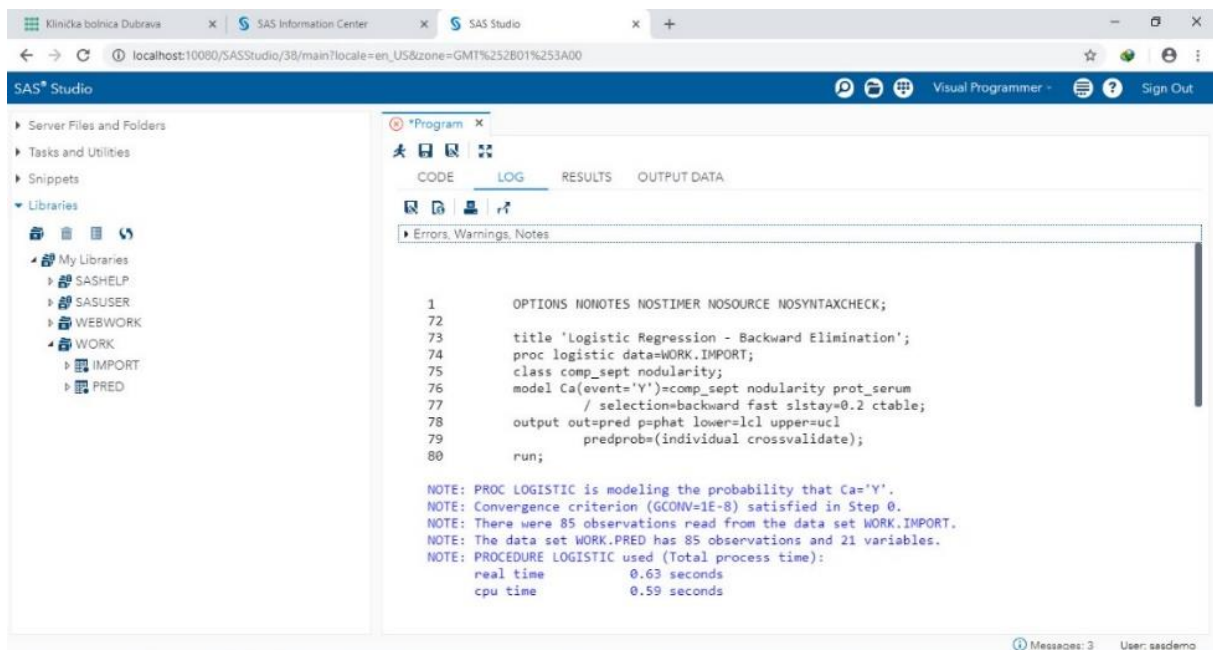 Klinička bolnica Dubrava
SAS Information Center
SAS Studio
localhost:10080/SASStudio/38/main?locale=en_US&zone=GMT%252B01%253A00
SAS® Studio
Visual Programmer
Sign Out
Server Files and Folders
Tasks and Utilities
Snippets
Libraries
My Libraries
SASHELP
SASUSER
WEBWORK
WORK
IMPORT
PRED
*Program
CODE LOG RESULTS OUTPUT DATA
Errors, Warnings, Notes
1 OPTIONS NONOTES NOSTIMER NOSOURCE NOSYNTAXCHECK;
72
73 title 'Logistic Regression - Backward Elimination';
74 proc logistic data=WORK.IMPORT;
75 class comp_sept nodularity;
76 model Ca(event='Y')=comp_sept nodularity prot_serum
77 / selection=backward fast slstay=0.2 ctable;
78 output out=pred p=phat lower=lcl upper=ucl
79 predprob=(individual crossvalidate);
80 run;
NOTE: PROC LOGISTIC is modeling the probability that Ca='Y'.
NOTE: Convergence criterion (GCONV=1E-8) satisfied in Step 0.
NOTE: There were 85 observations read from the data set WORK.IMPORT.
NOTE: The data set WORK.PRED has 85 observations and 21 variables.
NOTE: PROCEDURE LOGISTIC used (Total process time):
real time 0.63 seconds
cpu time 0.59 seconds
Messages: 3 User: sasdemo